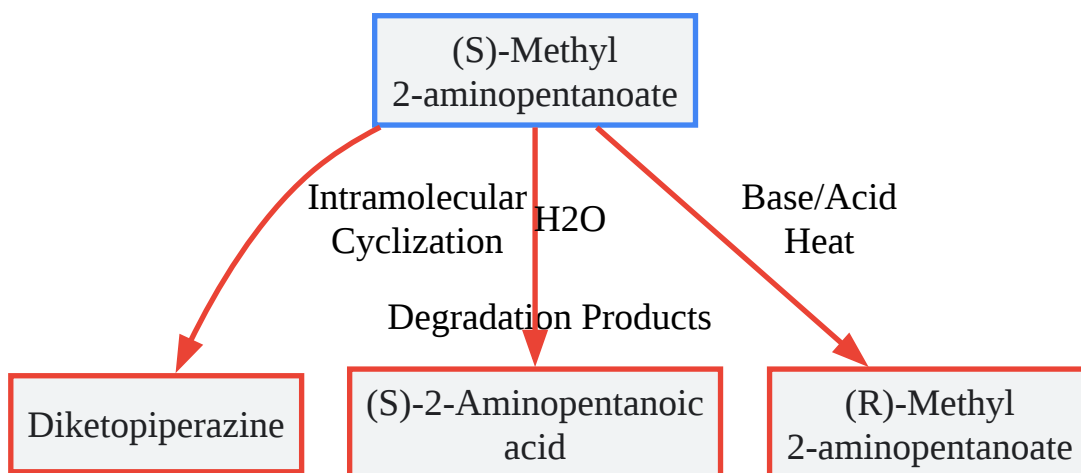 (S)-Methyl
2-aminopentanoate
Intramolecular
Cyclization
H2O
Base/Acid
Heat
Degradation Products
Diketopiperazine
(S)-2-Aminopentanoic
acid
(R)-Methyl
2-aminopentanoate